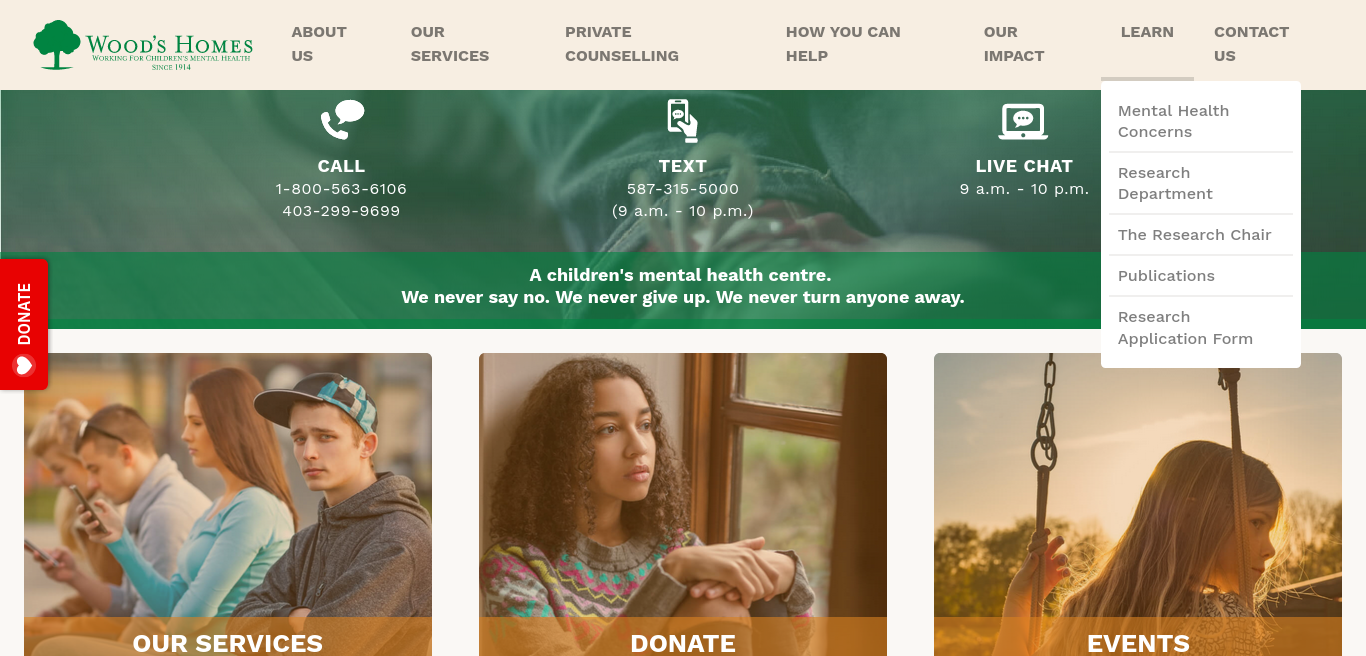 WOOD'S HOMES
WORKING FOR CHILDREN'S MENTAL HEALTH
SINCE 1914
ABOUT
US
OUR
SERVICES
PRIVATE
COUNSELLING
HOW YOU CAN
HELP
OUR
IMPACT
LEARN
CONTACT
US
Mental Health
Concerns
Research
Department
The Research Chair
Publications
Research
Application Form
CALL
1-800-563-6106
403-299-9699
TEXT
587-315-5000
(9 a.m. - 10 p.m.)
LIVE CHAT
9 a.m. - 10 p.m.
A children's mental health centre.
We never say no. We never give up. We never turn anyone away.
DONATE
OUR SERVICES
DONATE
EVENTS